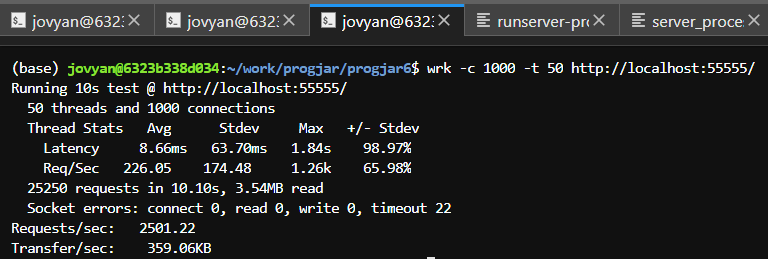 jovyan@6323
jovyan@6323
jovyan@6323
runserver-pro
server_proces
(base) jovyan@6323b338d034:~/work/progjar/progjar6$ wrk -c 1000 -t 50 http://localhost:55555/
Running 10s test @ http://localhost:55555/
50 threads and 1000 connections
Thread Stats Avg Stdev Max +/- Stdev
Latency 8.66ms 63.70ms 1.84s 98.97%
Req/Sec 226.05 174.48 1.26k 65.98%
25250 requests in 10.10s, 3.54MB read
Socket errors: connect 0, read 0, write 0, timeout 22
Requests/sec: 2501.22
Transfer/sec: 359.06KB